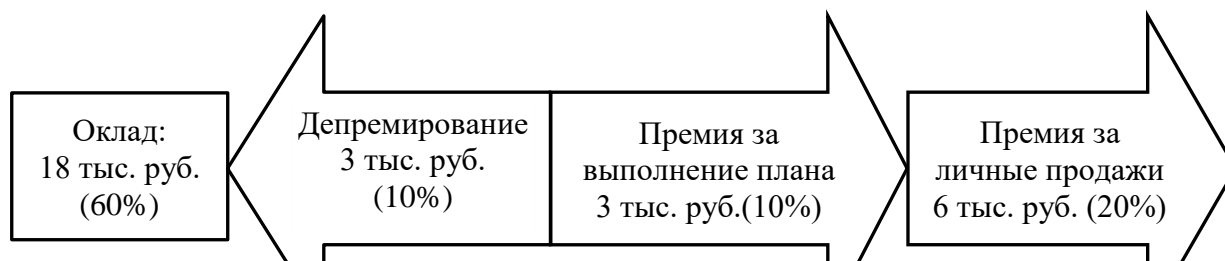 Оклад:
18 тыс. руб.
(60%)
Депремирование
3 тыс. руб.
(10%)
Премия за
выполнение плана
3 тыс. руб.(10%)
Премия за
личные продажи
6 тыс. руб. (20%)